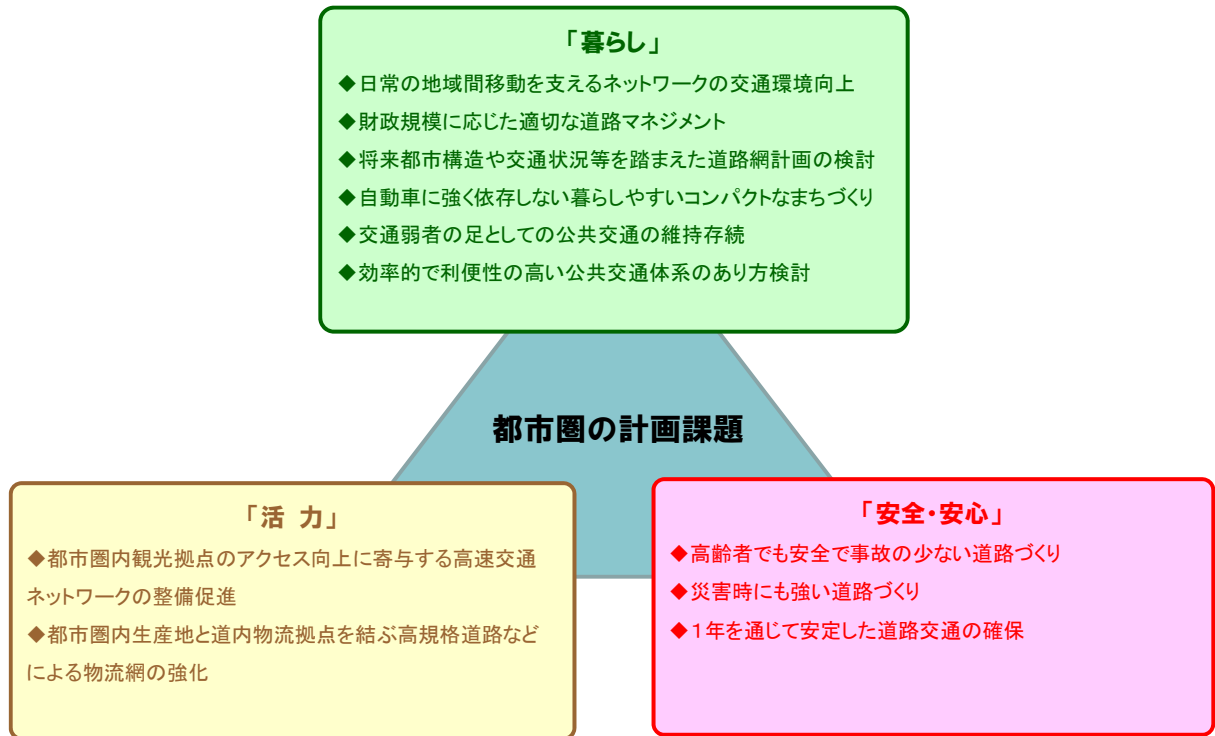 「暮らし」
◆日常の地域間移動を支えるネットワークの交通環境向上
◆財政規模に応じた適切な道路マネジメント
◆将来都市構造や交通状況等を踏まえた道路網計画の検討
◆自動車に強く依存しない暮らしやすいコンパクトなまちづくり
◆交通弱者の足としての公共交通の維持存続
◆効率的で利便性の高い公共交通体系のあり方検討
都市圏の計画課題
「活 力」
◆都市圏内観光拠点のアクセス向上に寄与する高速交通
ネットワークの整備促進
◆都市圏内生産地と道内物流拠点を結ぶ高規格道路など
による物流網の強化
「安全・安心」
◆高齢者でも安全で事故の少ない道路づくり
◆災害時にも強い道路づくり
◆１年を通じて安定した道路交通の確保